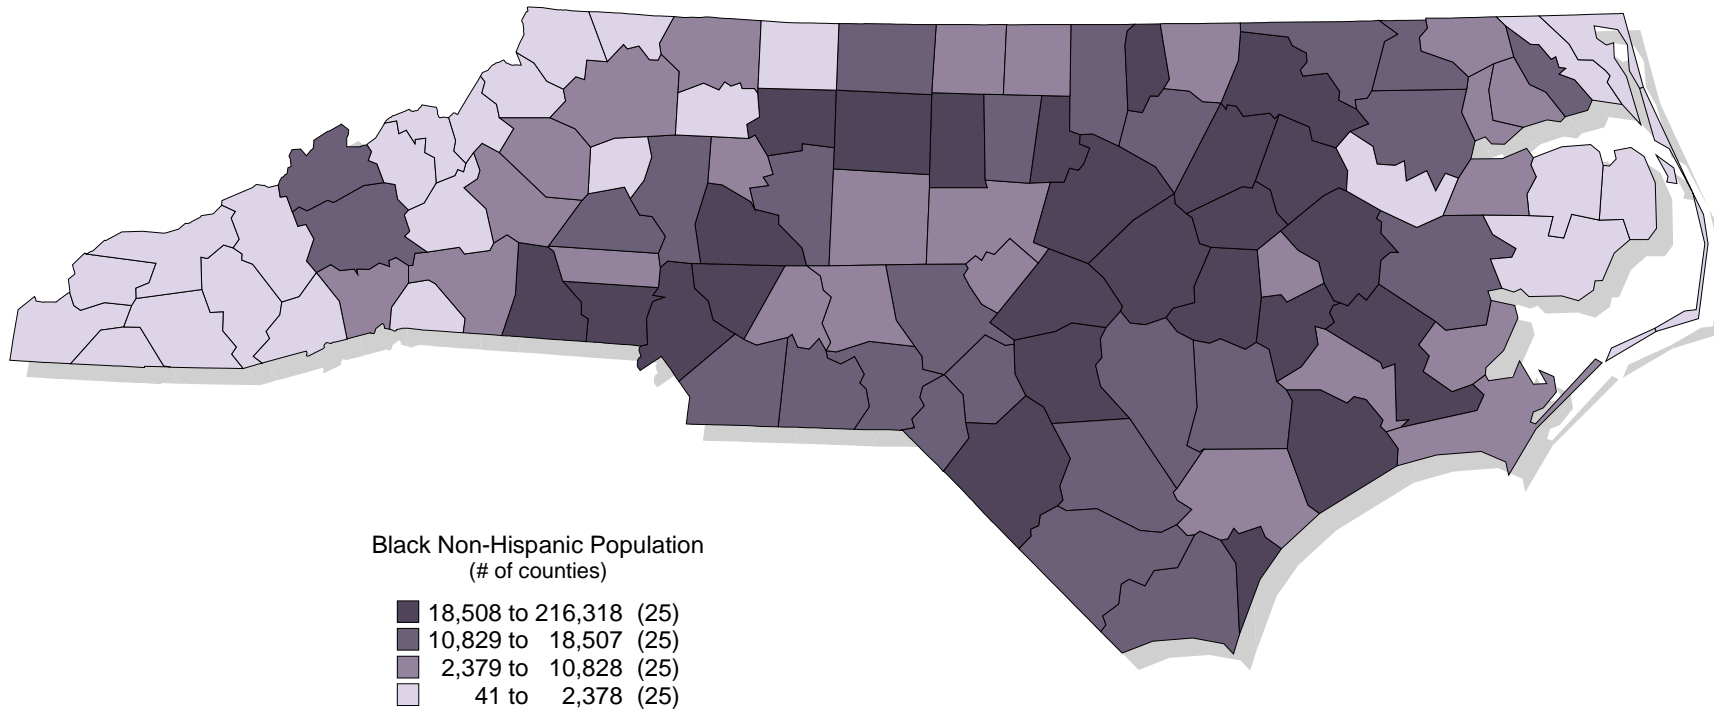 Black Non-Hispanic Population
(# of counties)
18,508 to 216,318 (25)
10,829 to 18,507 (25)
2,379 to 10,828 (25)
41 to 2,378 (25)